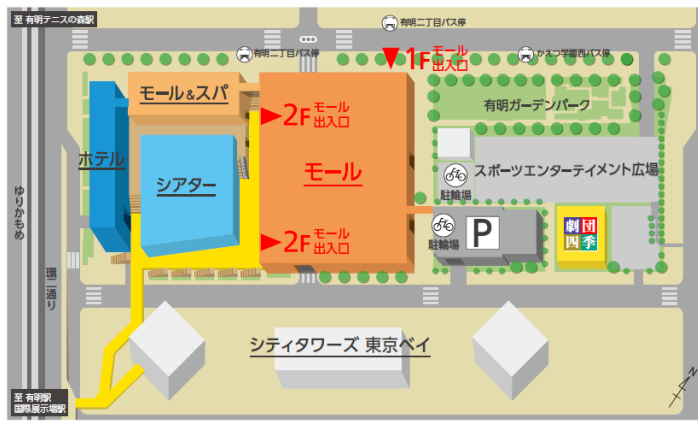 至 有明テニスの森駅
有明二丁目バス停
有明二丁目バス停
1F モール
出入口
かえつ学園西バス停
モール&スパ
2F モール
出入口
有明ガーデンパーク
ホテル
シアター
モール
スポーツエンターテイメント広場
駐輪場
ゆりかもめ
2F モール
出入口
駐輪場
P
劇団
四季
環二通り
シティタワーズ 東京ベイ
至 有明駅
国際展示場駅
N